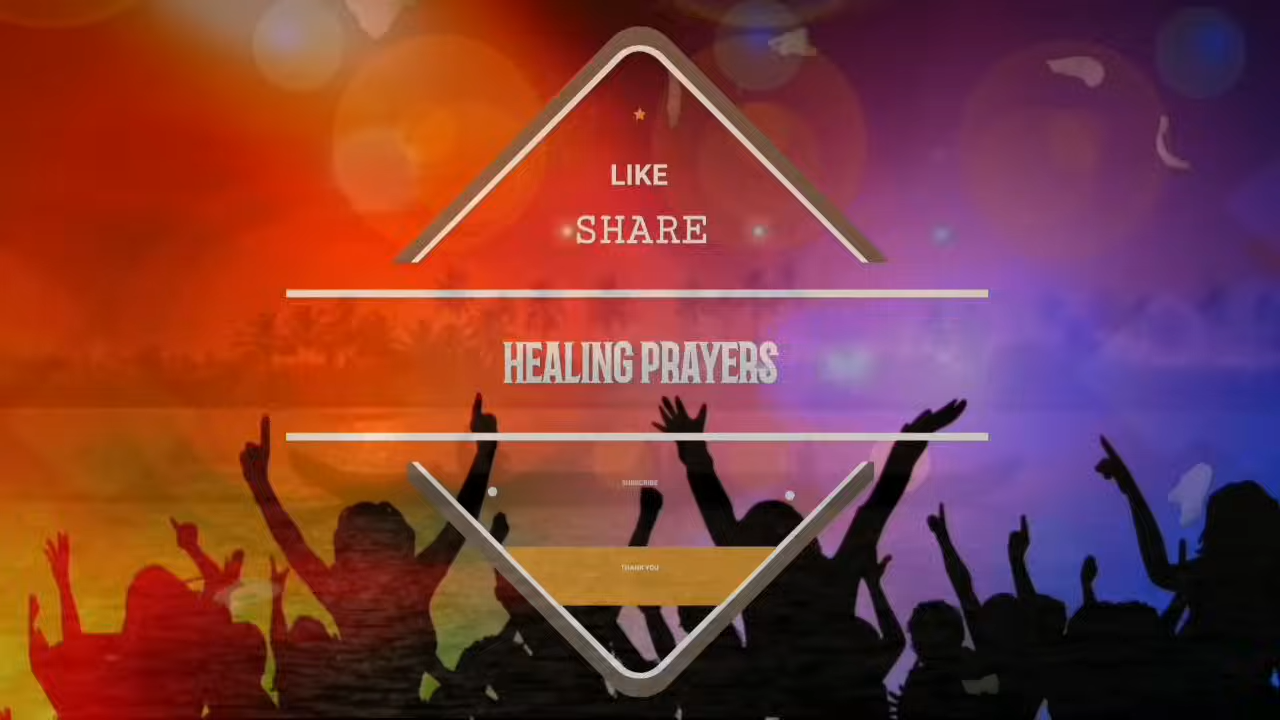 LIKE
SHARE
HEALING PRAYERS
SUBSCRIBE
THANK YOU